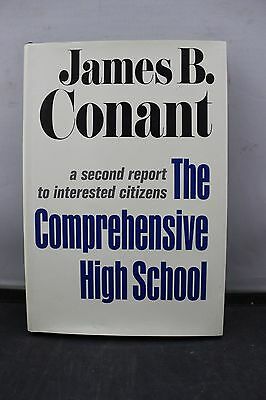 James B.
Conant
a second report The
to interested citizens
Comprehensive
High School